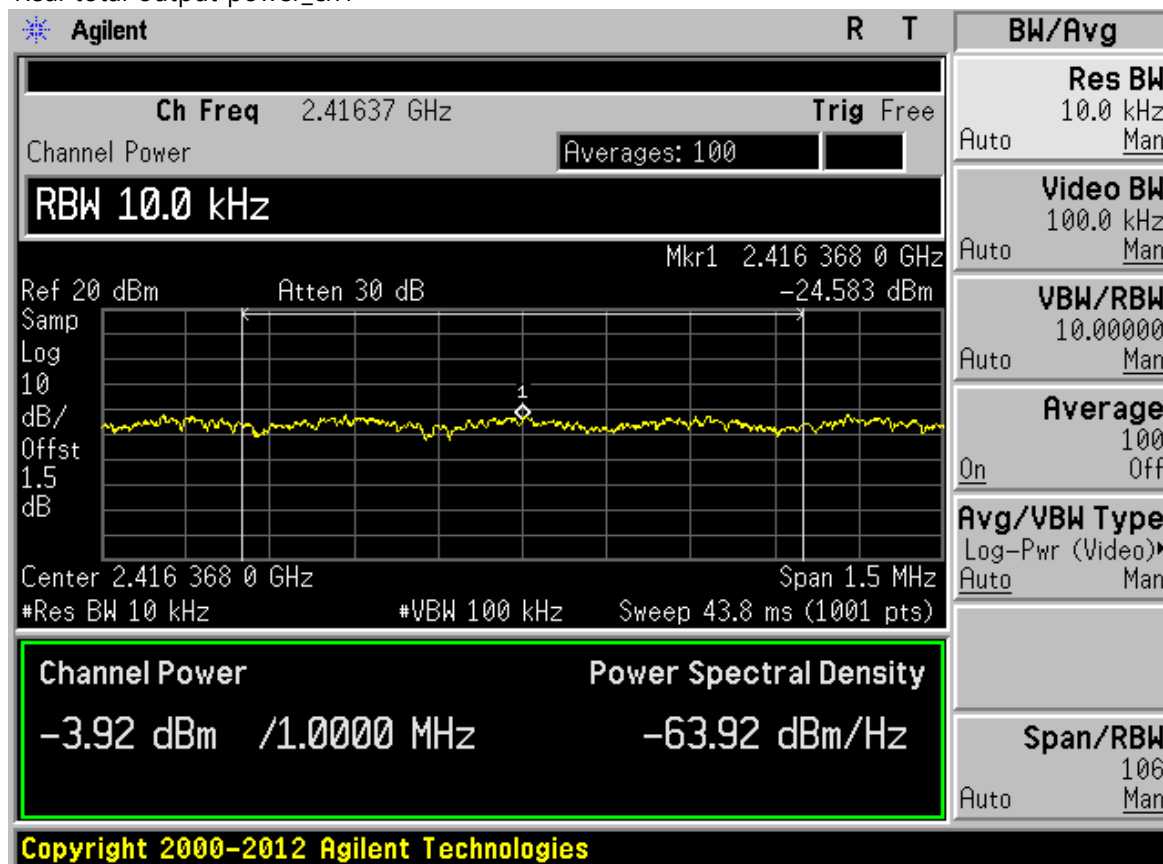 Agilent R T
Ch Freq 2.41637 GHz Trig Free
Channel Power Averages: 100
RBW 10.0 kHz
Mkr1 2.416 368 0 GHz
Ref 20 dBm Atten 30 dB -24.583 dBm
Samp
Log
10
dB/
Offst
1.5
dB
1
Center 2.416 368 0 GHz Span 1.5 MHz
#Res BW 10 kHz #VBW 100 kHz Sweep 43.8 ms (1001 pts)
Channel Power Power Spectral Density
-3.92 dBm /1.0000 MHz -63.92 dBm/Hz
Copyright 2000-2012 Agilent Technologies
BW/Avg
Res BW
10.0 kHz
Auto Man
Video BW
100.0 kHz
Auto Man
VBW/RBW
10.00000
Auto Man
Average
100
On Off
Avg/VBW Type
Log-Pwr (Video)
Auto Man
Span/RBW
106
Auto Man